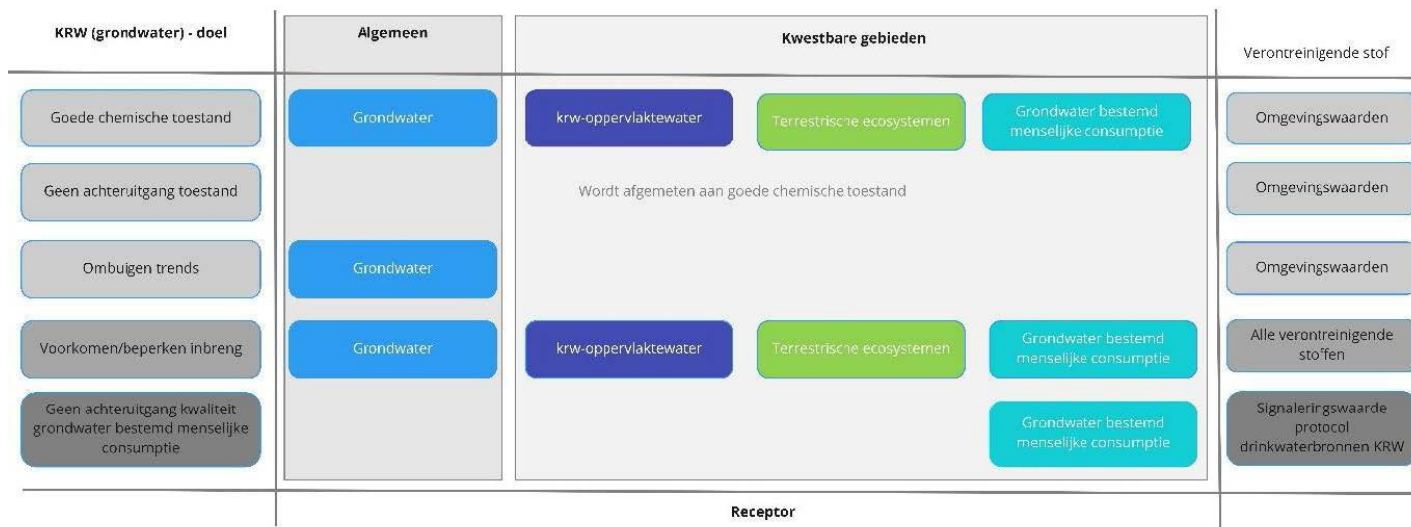 KRW (grondwater) - doel
Algemeen
Kwestbare gebieden
Verontreinigende stof
Goede chemische toestand
Grondwater
krw-oppervlaktewater
Terrestrische ecosystemen
Grondwater bestemd
menselijke consumptie
Omgevingswaarden
Geen achteruitgang toestand
Wordt afgemeten aan goede chemische toestand
Omgevingswaarden
Ombuigen trends
Grondwater
Omgevingswaarden
Voorkomen/beperken inbreng
Grondwater
krw-oppervlaktewater
Terrestrische ecosystemen
Grondwater bestemd
menselijke consumptie
Alle verontreinigende
stoffen
Geen achteruitgang kwaliteit
grondwater bestemd menselijke
consumptie
Grondwater bestemd
menselijke consumptie
Signaleringswaarde
protocol
drinkwaterbronnen KRW
Receptor